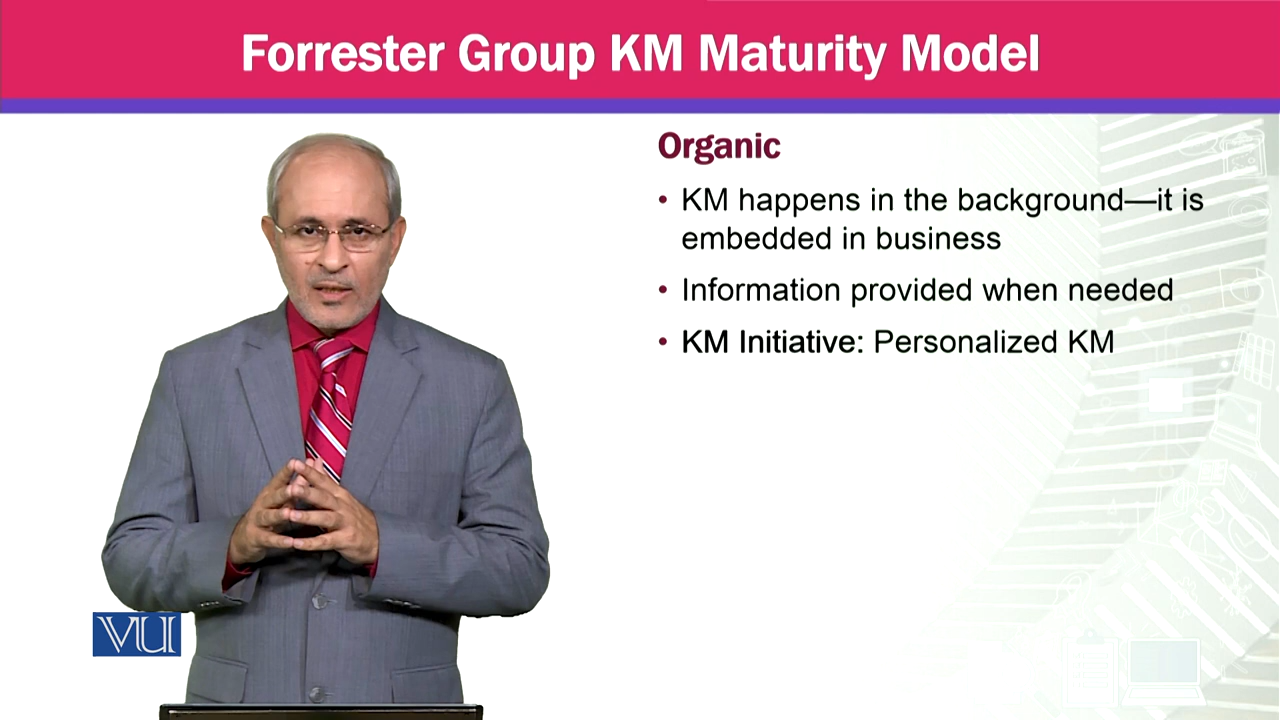 Forrester Group KM Maturity Model
Organic
• KM happens in the background—it is
embedded in business
• Information provided when needed
• KM Initiative: Personalized KM
VU